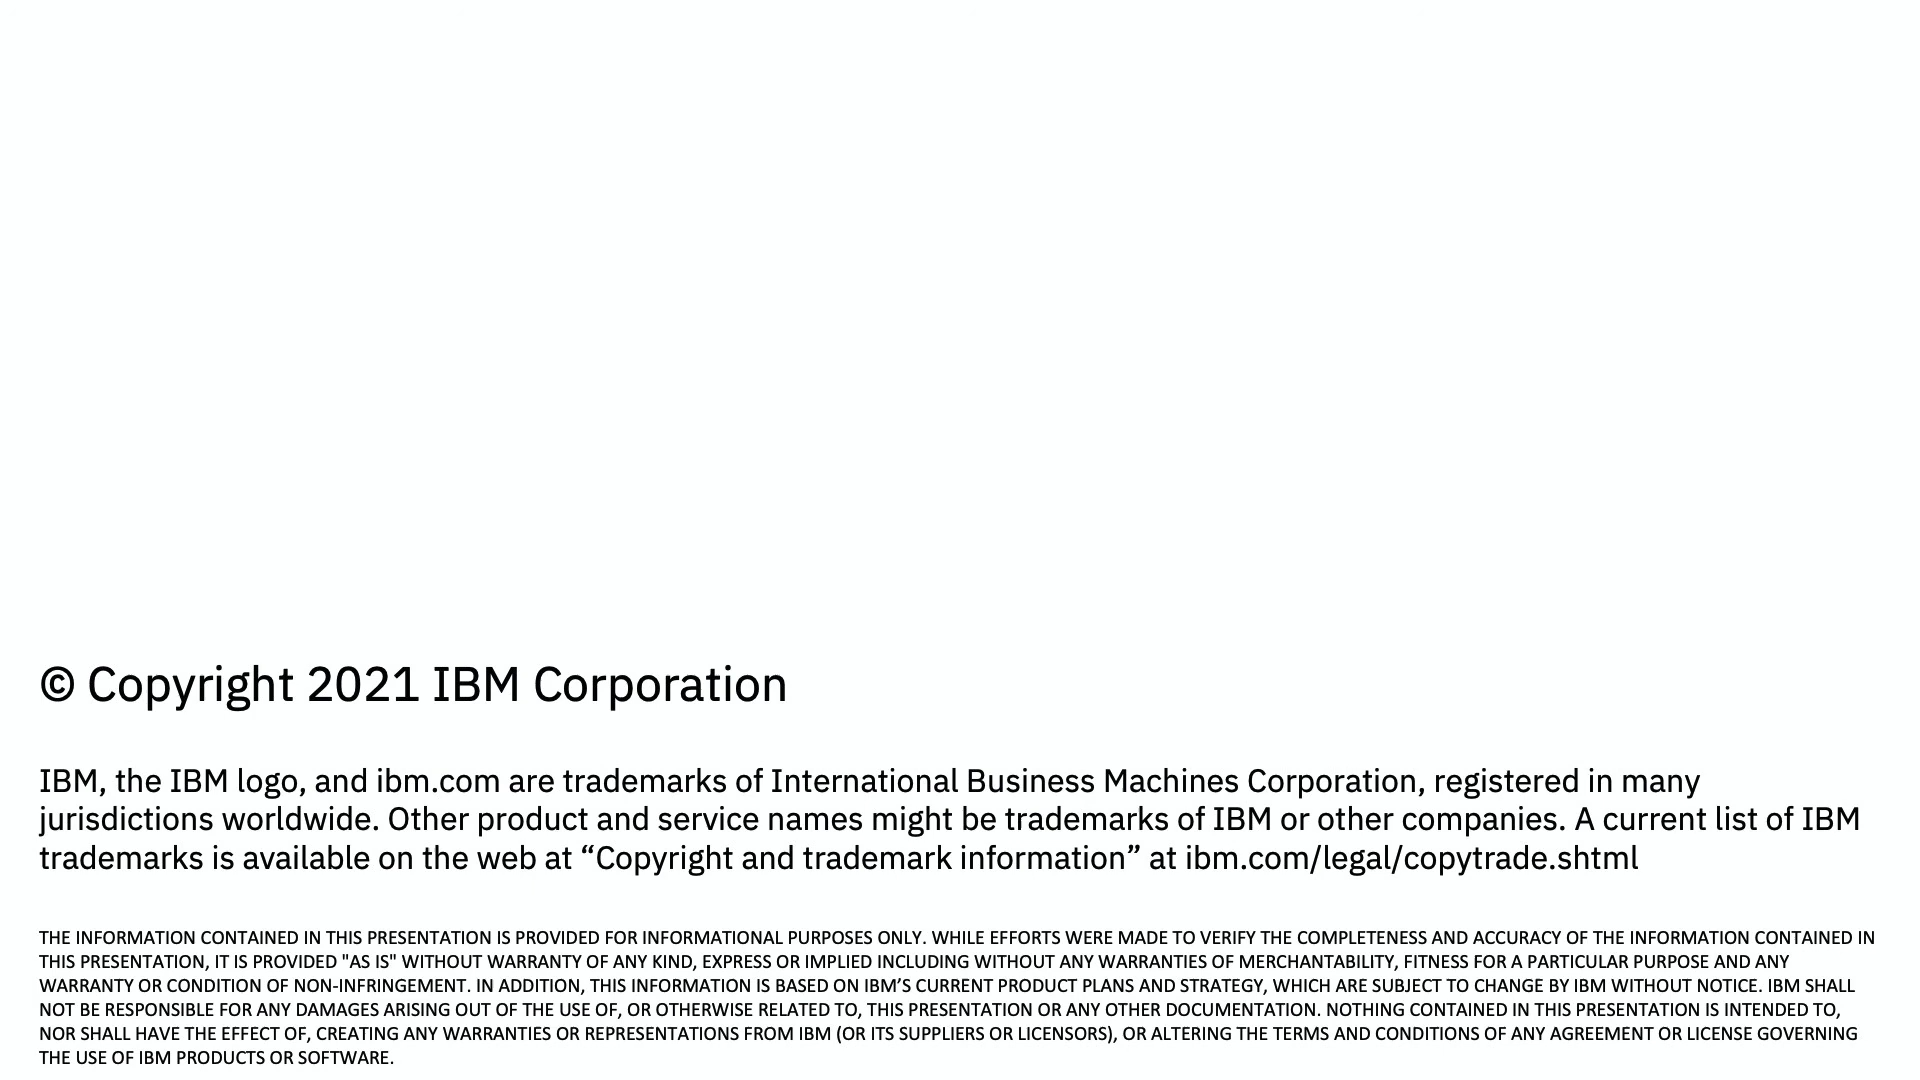 © Copyright 2021 IBM Corporation
IBM, the IBM logo, and ibm.com are trademarks of International Business Machines Corporation, registered in many
jurisdictions worldwide. Other product and service names might be trademarks of IBM or other companies. A current list of IBM
trademarks is available on the web at “Copyright and trademark information” at ibm.com/legal/copytrade.shtml
THE INFORMATION CONTAINED IN THIS PRESENTATION IS PROVIDED FOR INFORMATIONAL PURPOSES ONLY. WHILE EFFORTS WERE MADE TO VERIFY THE COMPLETENESS AND ACCURACY OF THE INFORMATION CONTAINED IN
THIS PRESENTATION, IT IS PROVIDED "AS IS" WITHOUT WARRANTY OF ANY KIND, EXPRESS OR IMPLIED INCLUDING WITHOUT ANY WARRANTIES OF MERCHANTABILITY, FITNESS FOR A PARTICULAR PURPOSE AND ANY
WARRANTY OR CONDITION OF NON-INFRINGEMENT. IN ADDITION, THIS INFORMATION IS BASED ON IBM’S CURRENT PRODUCT PLANS AND STRATEGY, WHICH ARE SUBJECT TO CHANGE BY IBM WITHOUT NOTICE. IBM SHALL
NOT BE RESPONSIBLE FOR ANY DAMAGES ARISING OUT OF THE USE OF, OR OTHERWISE RELATED TO, THIS PRESENTATION OR ANY OTHER DOCUMENTATION. NOTHING CONTAINED IN THIS PRESENTATION IS INTENDED TO,
NOR SHALL HAVE THE EFFECT OF, CREATING ANY WARRANTIES OR REPRESENTATIONS FROM IBM (OR ITS SUPPLIERS OR LICENSORS), OR ALTERING THE TERMS AND CONDITIONS OF ANY AGREEMENT OR LICENSE GOVERNING
THE USE OF IBM PRODUCTS OR SOFTWARE.